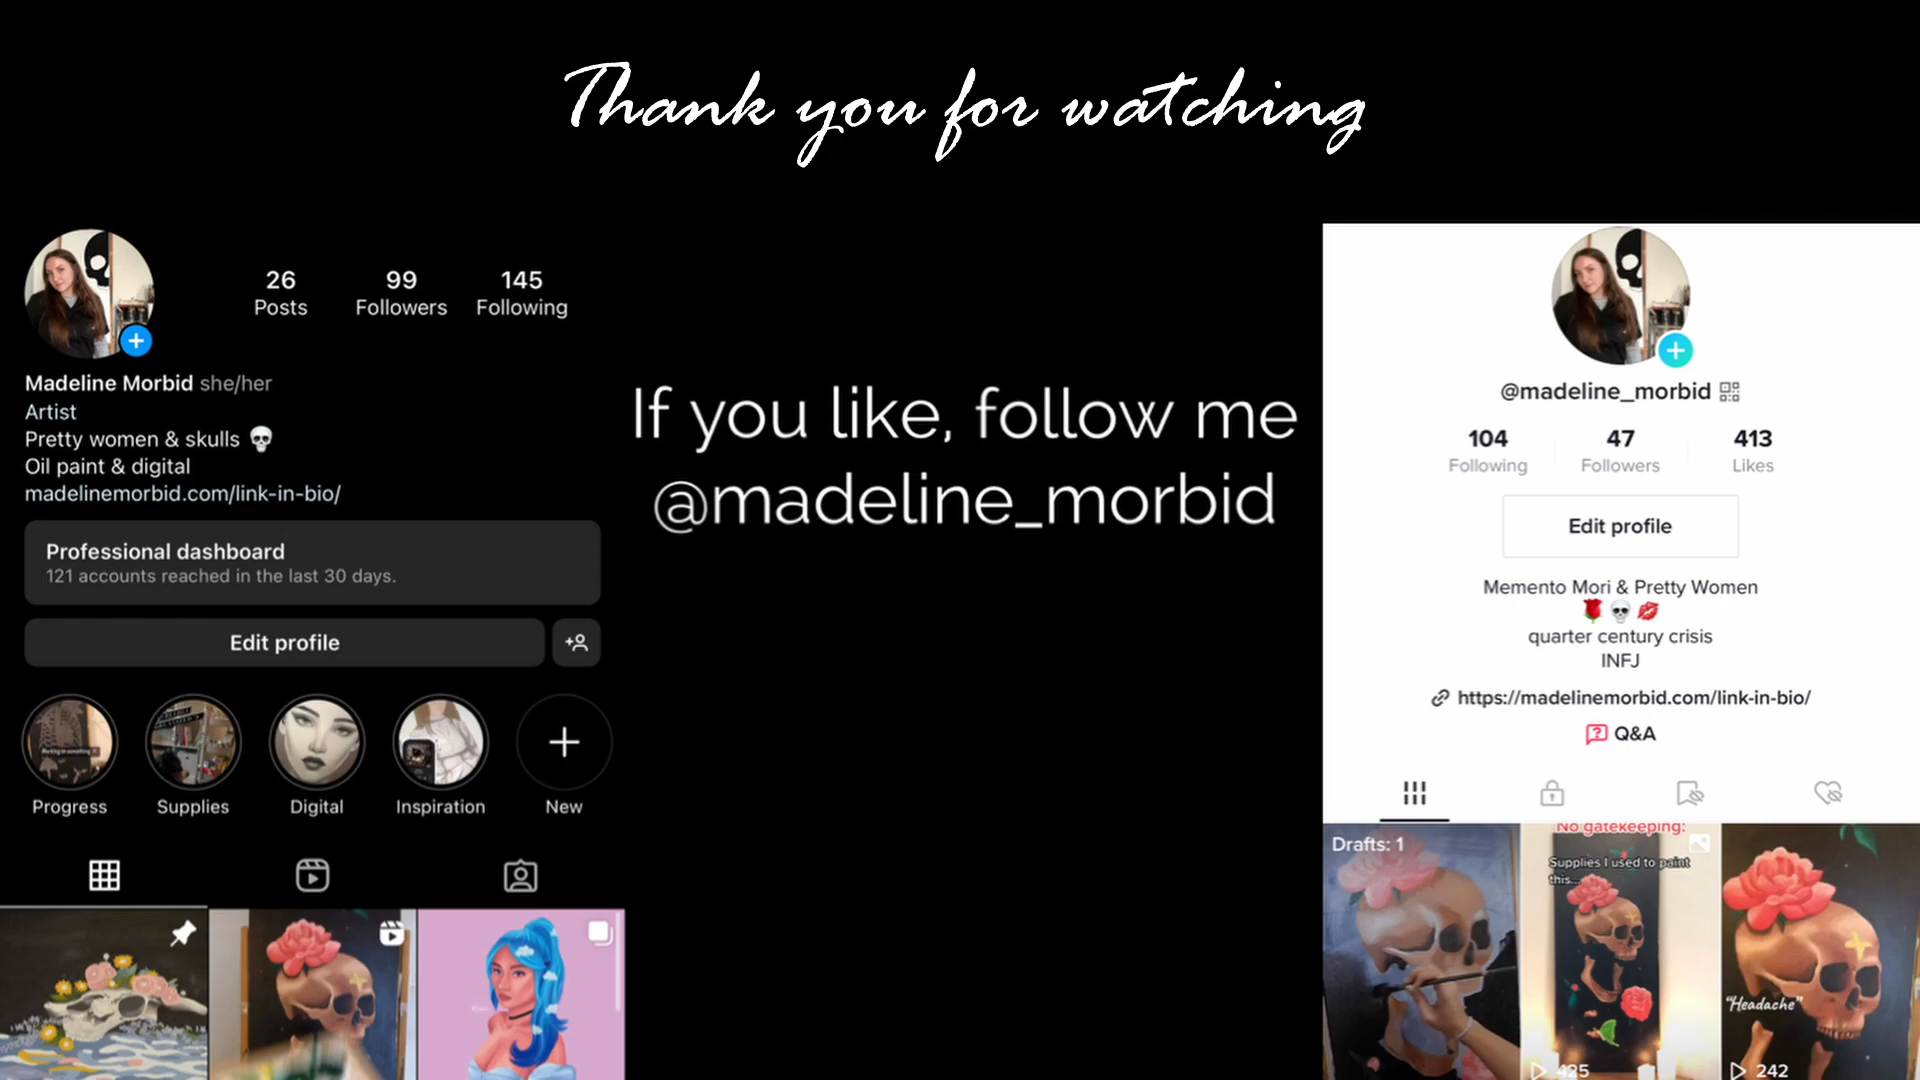 Thank you for watching
26
Posts
99
Followers
145
Following
Madeline Morbid she/her
Artist
Pretty women & skulls 💀
Oil paint & digital
madelinemorbid.com/link-in-bio/
Professional dashboard
121 accounts reached in the last 30 days.
Edit profile
Progress
Supplies
Digital
Inspiration
New
If you like, follow me
@madeline_morbid
@madeline_morbid
104
Following
47
Followers
413
Likes
Edit profile
Memento Mori & Pretty Women
🌹💀💋
quarter century crisis
INFJ
https://madelinemorbid.com/link-in-bio/
Q&A
Drafts: 1
No gatekeeping:
Supplies I used to paint
this...
425
"Headache"
242